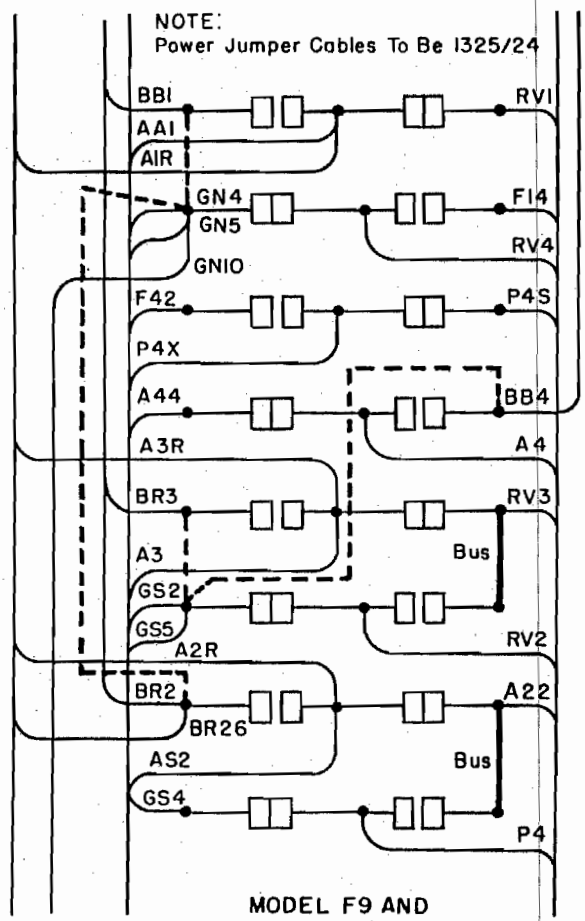 NOTE:
Power Jumper Cables To Be 1325/24
BB1
RV1
AA1
A1R
GN4
F14
GN5
RV4
GN10
F42
P4S
P4X
A44
BB4
A3R
A4
BR3
RV3
Bus
A3
GS2
GS5
RV2
A2R
BR2
A22
BR26
AS2
Bus
GS4
P4
MODEL F9 AND